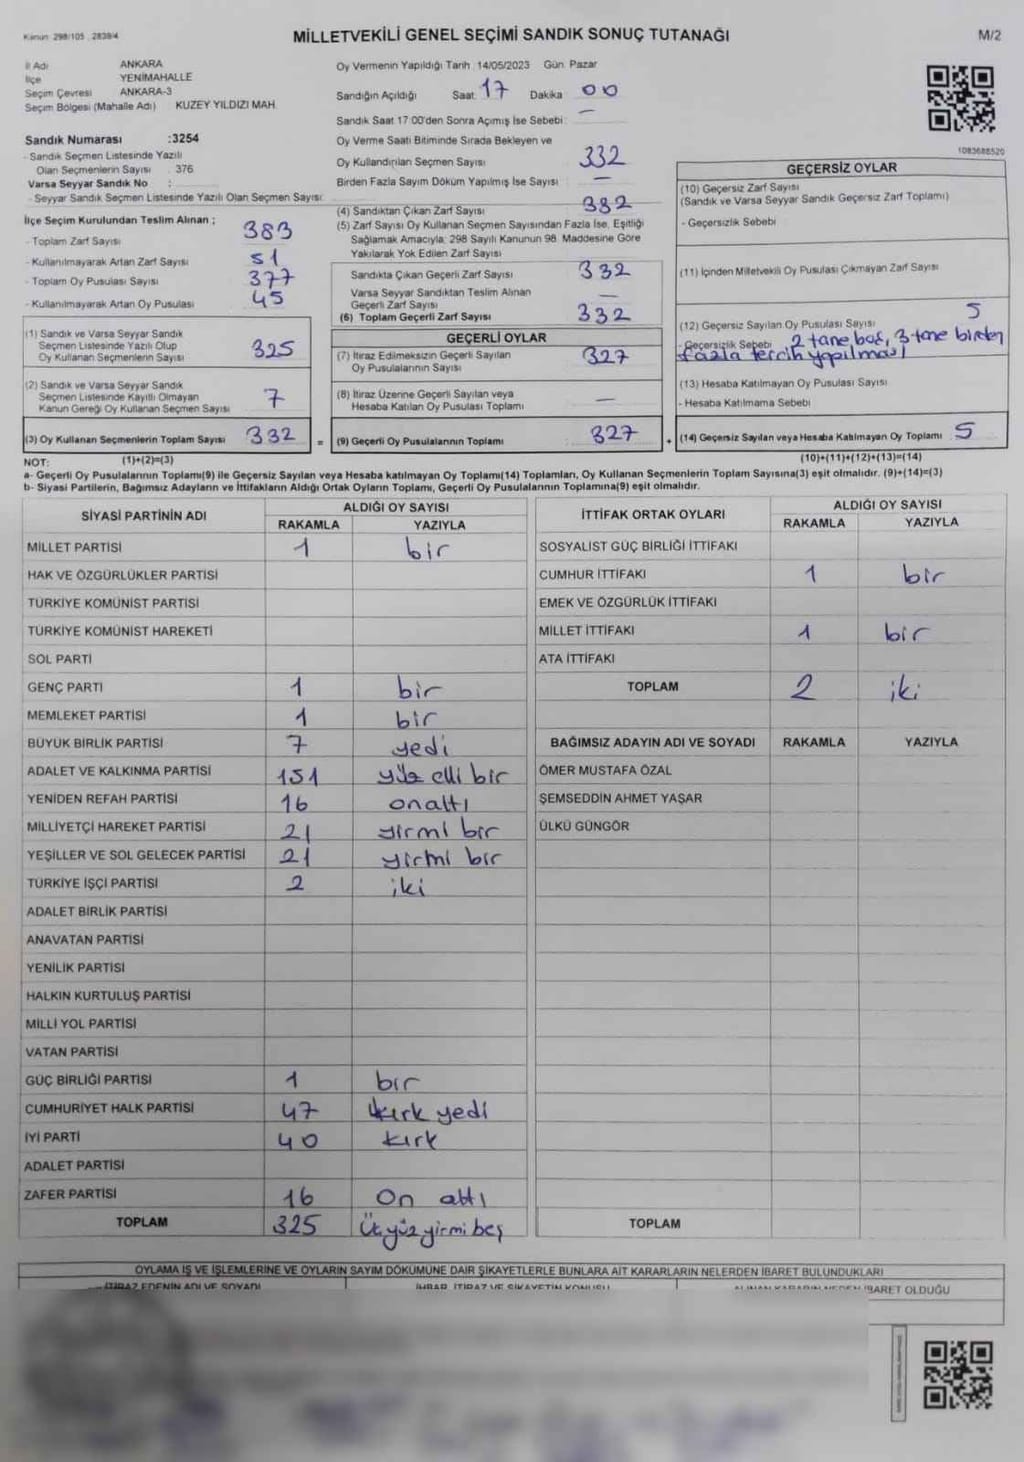 Kanun 298/105 2839/4
MİLLETVEKİLİ GENEL SEÇİMİ SANDIK SONUÇ TUTANAĞI
M/2
İl Adı ANKARA
İlçe YENİMAHALLE
Seçim Çevresi ANKARA-3
Seçim Bölgesi (Mahalle Adı) KUZEY YILDIZI MAH.
Oy Vermenin Yapıldığı Tarih : 14/05/2023 Gün: Pazar
Sandığın Açıldığı Saat 17 Dakika 00
Sandık Saat 17:00'den Sonra Açımış İse Sebebi : —
Sandık Numarası :3254
- Sandık Seçmen Listesinde Yazılı
Olan Seçmenlerin Sayısı : 376
Varsa Seyyar Sandık No :
- Seyyar Sandık Seçmen Listesinde Yazılı Olan Seçmen Sayısı:
Oy Verme Saati Bitiminde Sırada Bekleyen ve
Oy Kullandırılan Seçmen Sayısı 332
Birden Fazla Sayım Döküm Yapılmış İse Sayısı —
1083688520
İlçe Seçim Kurulundan Teslim Alınan ;
- Toplam Zarf Sayısı 383
- Kullanılmayarak Artan Zarf Sayısı 51
- Toplam Oy Pusulası Sayısı 377
- Kullanılmayarak Artan Oy Pusulası 45
(4) Sandıktan Çıkan Zarf Sayısı 332
(5) Zarf Sayısı Oy Kullanan Seçmen Sayısından Fazla İse, Eşitliği
Sağlamak Amacıyla; 298 Sayılı Kanunun 98. Maddesine Göre
Yakılarak Yok Edilen Zarf Sayısı
Sandıkta Çıkan Geçerli Zarf Sayısı 332
Varsa Seyyar Sandıktan Teslim Alınan
Geçerli Zarf Sayısı —
(6) Toplam Geçerli Zarf Sayısı 332
GEÇERSİZ OYLAR
(10) Geçersiz Zarf Sayısı
(Sandık ve Varsa Seyyar Sandık Geçersiz Zarf Toplamı)
- Geçersizlik Sebebi
(11) İçinden Milletvekili Oy Pusulası Çıkmayan Zarf Sayısı
(12) Geçersiz Sayılan Oy Pusulası Sayısı 5
- Geçersizlik Sebebi 2 tane boş, 3 tane birden
fazla tercih yapılması
(13) Hesaba Katılmayan Oy Pusulası Sayısı
- Hesaba Katılmama Sebebi
(1) Sandık ve Varsa Seyyar Sandık
Seçmen Listesinde Yazılı Olup
Oy Kullanan Seçmenlerin Sayısı 325
(2) Sandık ve Varsa Seyyar Sandık
Seçmen Listesinde Kayıtlı Olmayan
Kanun Gereği Oy Kullanan Seçmen Sayısı 7
GEÇERLİ OYLAR
(7) İtiraz Edilmeksizin Geçerli Sayılan
Oy Pusulalarının Sayısı 327
(8) İtiraz Üzerine Geçerli Sayılan veya
Hesaba Katılan Oy Pusulası Toplamı —
(3) Oy Kullanan Seçmenlerin Toplam Sayısı 332 = (9) Geçerli Oy Pusulalarının Toplamı 327 + (14) Geçersiz Sayılan veya Hesaba Katılmayan Oy Toplamı 5
NOT: (1)+(2)=(3) (10)+(11)+(12)+(13)=(14)
a- Geçerli Oy Pusulalarının Toplamı(9) ile Geçersiz Sayılan veya Hesaba katılmayan Oy Toplamı(14) Toplamları, Oy Kullanan Seçmenlerin Toplam Sayısına(3) eşit olmalıdır. (9)+(14)=(3)
b- Siyasi Partilerin, Bağımsız Adayların ve İttifakların Aldığı Ortak Oyların Toplamı, Geçerli Oy Pusulalarının Toplamına(9) eşit olmalıdır.
SİYASİ PARTİNİN ADI ALDIĞI OY SAYISI
RAKAMLA YAZIYLA
MİLLET PARTİSİ 1 bir
HAK VE ÖZGÜRLÜKLER PARTİSİ
TÜRKİYE KOMÜNİST PARTİSİ
TÜRKİYE KOMÜNİST HAREKETİ
SOL PARTİ
GENÇ PARTİ 1 bir
MEMLEKET PARTİSİ 1 bir
BÜYÜK BİRLİK PARTİSİ 7 yedi
ADALET VE KALKINMA PARTİSİ 151 yüz elli bir
YENİDEN REFAH PARTİSİ 16 onaltı
MİLLİYETÇİ HAREKET PARTİSİ 21 yirmi bir
YEŞİLLER VE SOL GELECEK PARTİSİ 21 yirmi bir
TÜRKİYE İŞÇİ PARTİSİ 2 iki
ADALET BİRLİK PARTİSİ
ANAVATAN PARTİSİ
YENİLİK PARTİSİ
HALKIN KURTULUŞ PARTİSİ
MİLLİ YOL PARTİSİ
VATAN PARTİSİ
GÜÇ BİRLİĞİ PARTİSİ 1 bir
CUMHURİYET HALK PARTİSİ 47 kırk yedi
İYİ PARTİ 40 kırk
ADALET PARTİSİ
ZAFER PARTİSİ 16 On altı
TOPLAM 325 Üçyüzyirmibeş
İTTİFAK ORTAK OYLARI ALDIĞI OY SAYISI
RAKAMLA YAZIYLA
SOSYALİST GÜÇ BİRLİĞİ İTTİFAKI
CUMHUR İTTİFAKI 1 bir
EMEK VE ÖZGÜRLÜK İTTİFAKI
MİLLET İTTİFAKI 1 bir
ATA İTTİFAKI
TOPLAM 2 iki
BAĞIMSIZ ADAYIN ADI VE SOYADI RAKAMLA YAZIYLA
ÖMER MUSTAFA ÖZAL
ŞEMSEDDİN AHMET YAŞAR
ÜLKÜ GÜNGÖR
TOPLAM
OYLAMA İŞ VE İŞLEMLERİNE VE OYLARIN SAYIM DÖKÜMÜNE DAİR ŞİKAYETLERLE BUNLARA AİT KARARLARIN NELERDEN İBARET BULUNDUKLARI
İTİRAZ EDENİN ADI VE SOYADI İHBAR, İTİRAZ VE ŞİKAYETİN KONUSU ALINAN KARARIN NEDEN İBARET OLDUĞU